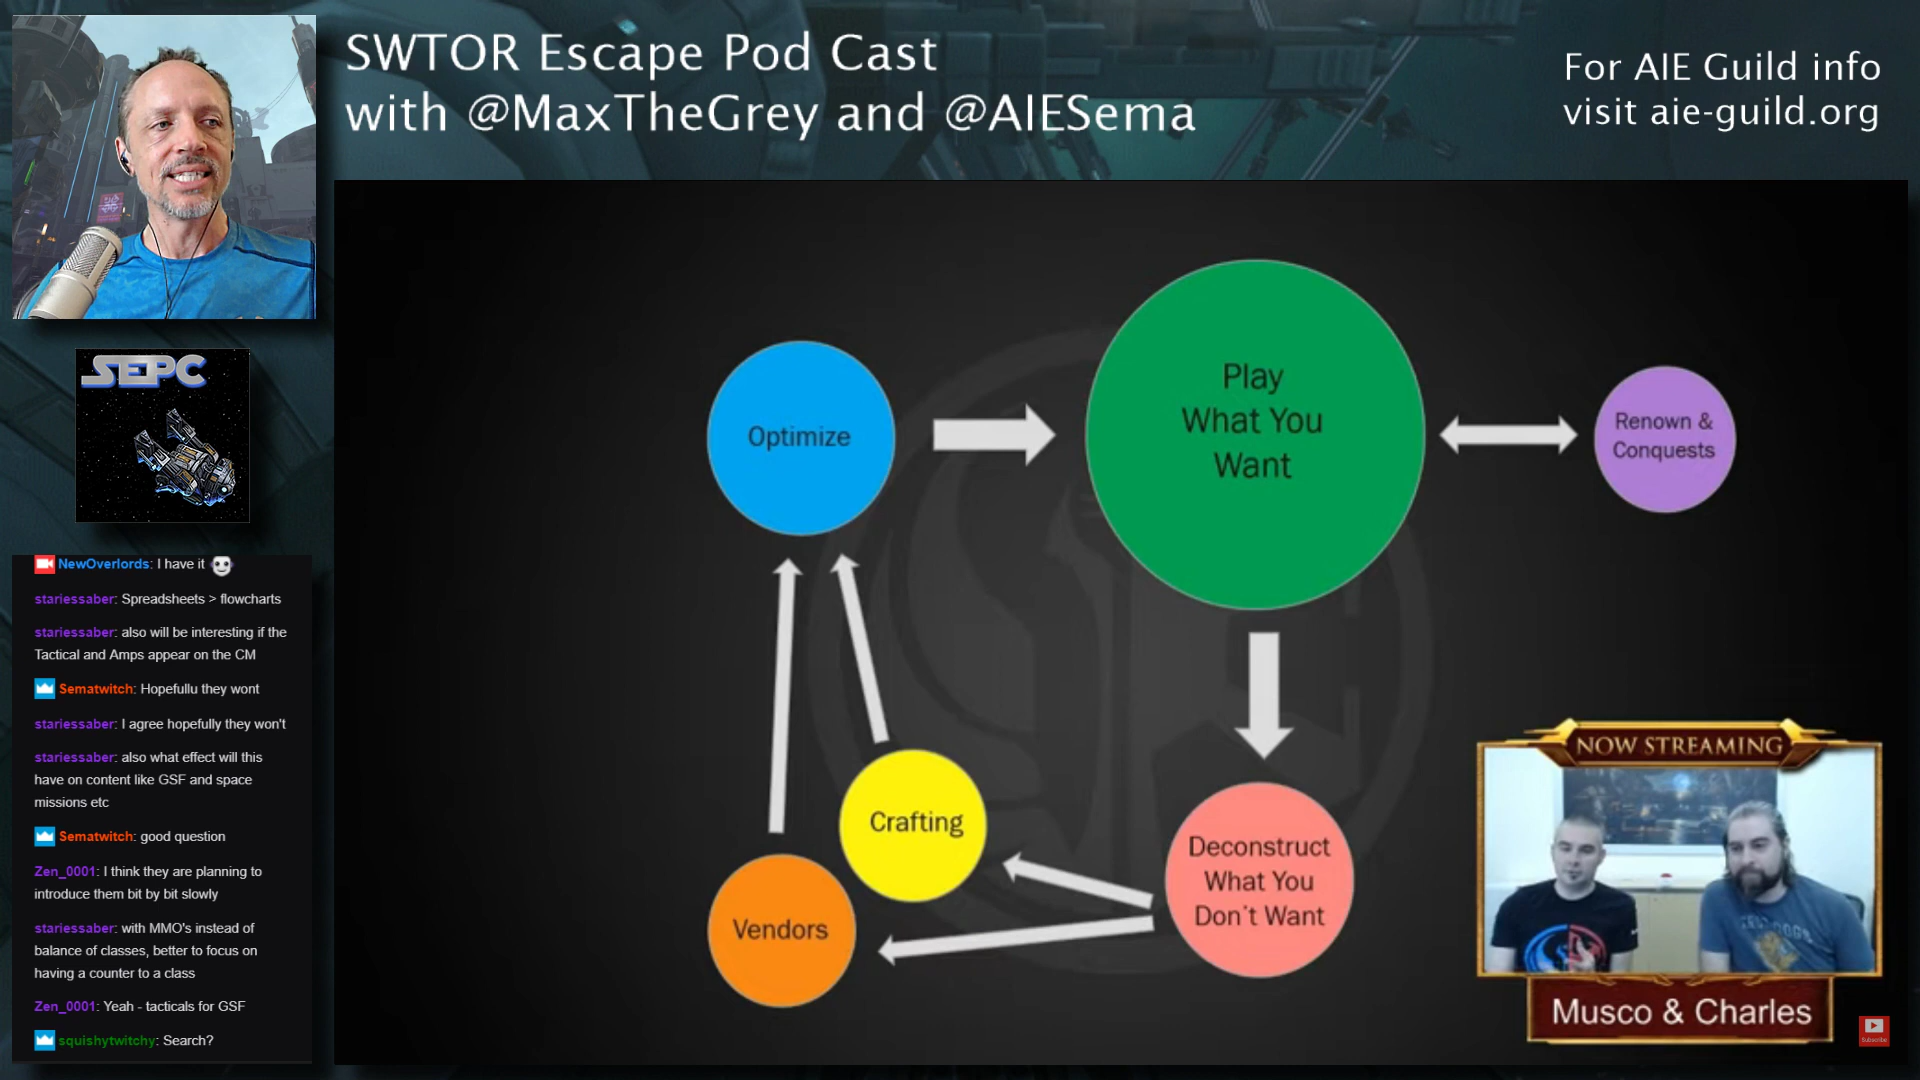 SWTOR Escape Pod Cast
with @MaxTheGrey and @AIESema
For AIE Guild info
visit aie-guild.org
SEPC
Optimize
Play
What You
Want
Renown &
Conquests
Crafting
Vendors
Deconstruct
What You
Don't Want
NOW STREAMING
Musco & Charles
Subscribe
NewOverlords: I have it
stariessaber: Spreadsheets > flowcharts
stariessaber: also will be interesting if the
Tactical and Amps appear on the CM
Sematwitch: Hopefullu they wont
stariessaber: I agree hopefully they won't
stariessaber: also what effect will this
have on content like GSF and space
missions etc
Sematwitch: good question
Zen_0001: I think they are planning to
introduce them bit by bit slowly
stariessaber: with MMO's instead of
balance of classes, better to focus on
having a counter to a class
Zen_0001: Yeah - tacticals for GSF
squishytwitchy: Search?